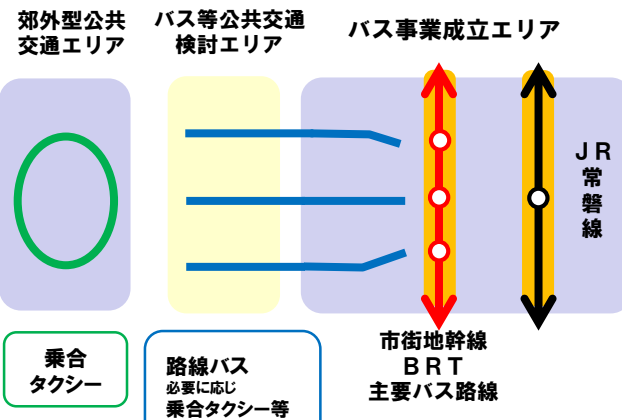 郊外型公共
交通エリア
バス等公共交通
検討エリア
バス事業成立エリア
JR
常
磐
線
乗合
タクシー
路線バス
必要に応じ
乗合タクシー等
市街地幹線
BRT
主要バス路線